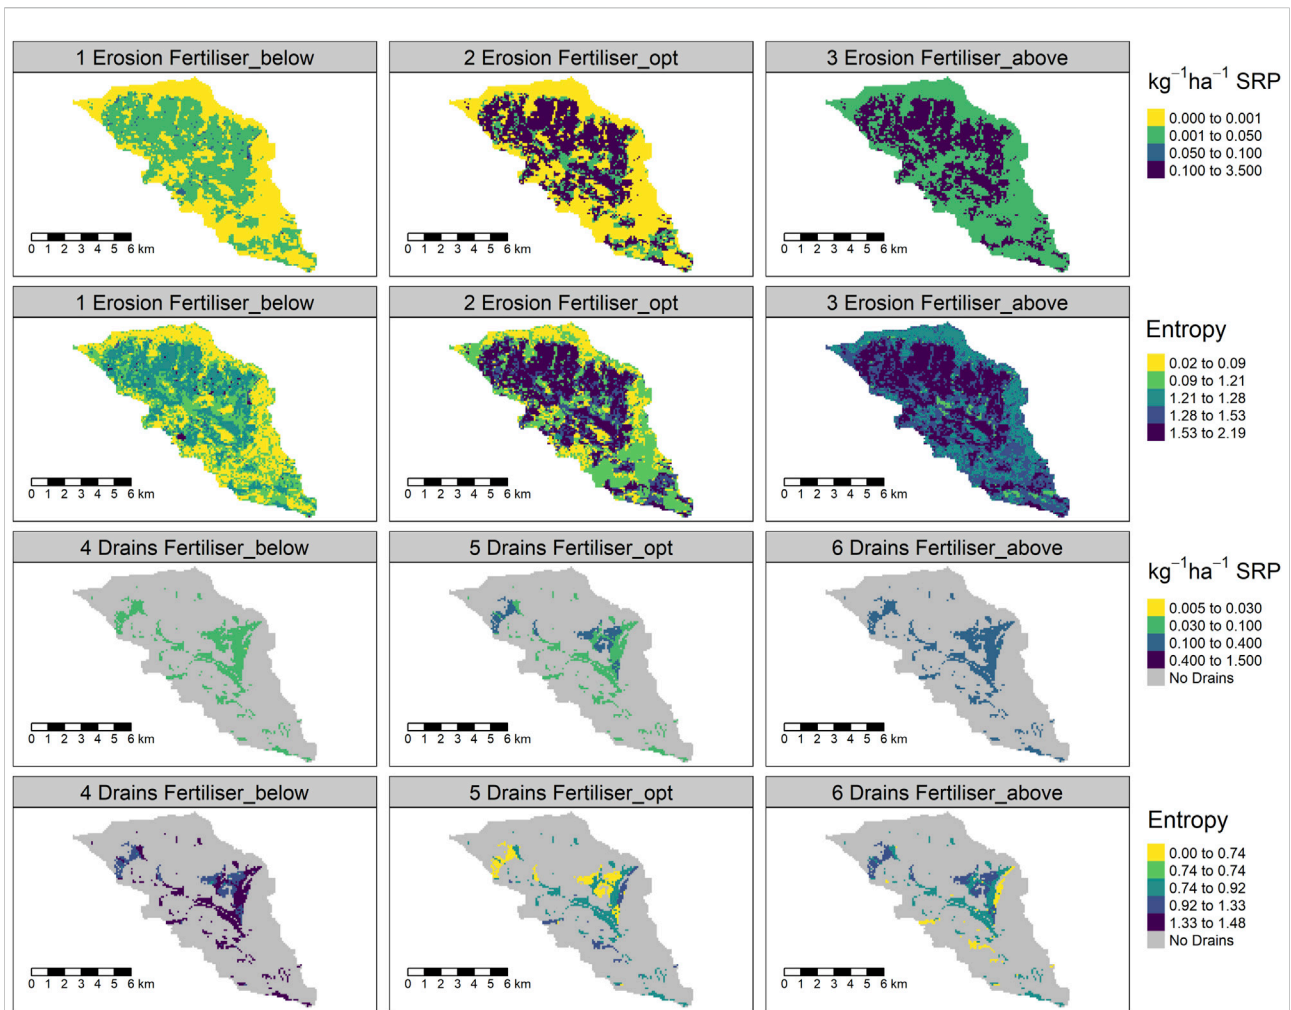 1 Erosion Fertiliser_below
2 Erosion Fertiliser_opt
3 Erosion Fertiliser_above
kg⁻¹ha⁻¹ SRP
0.000 to 0.001
0.001 to 0.050
0.050 to 0.100
0.100 to 3.500
0 1 2 3 4 5 6 km
0 1 2 3 4 5 6 km
0 1 2 3 4 5 6 km
1 Erosion Fertiliser_below
2 Erosion Fertiliser_opt
3 Erosion Fertiliser_above
Entropy
0.02 to 0.09
0.09 to 1.21
1.21 to 1.28
1.28 to 1.53
1.53 to 2.19
0 1 2 3 4 5 6 km
0 1 2 3 4 5 6 km
0 1 2 3 4 5 6 km
4 Drains Fertiliser_below
5 Drains Fertiliser_opt
6 Drains Fertiliser_above
kg⁻¹ha⁻¹ SRP
0.005 to 0.030
0.030 to 0.100
0.100 to 0.400
0.400 to 1.500
No Drains
0 1 2 3 4 5 6 km
0 1 2 3 4 5 6 km
0 1 2 3 4 5 6 km
4 Drains Fertiliser_below
5 Drains Fertiliser_opt
6 Drains Fertiliser_above
Entropy
0.00 to 0.74
0.74 to 0.74
0.74 to 0.92
0.92 to 1.33
1.33 to 1.48
No Drains
0 1 2 3 4 5 6 km
0 1 2 3 4 5 6 km
0 1 2 3 4 5 6 km